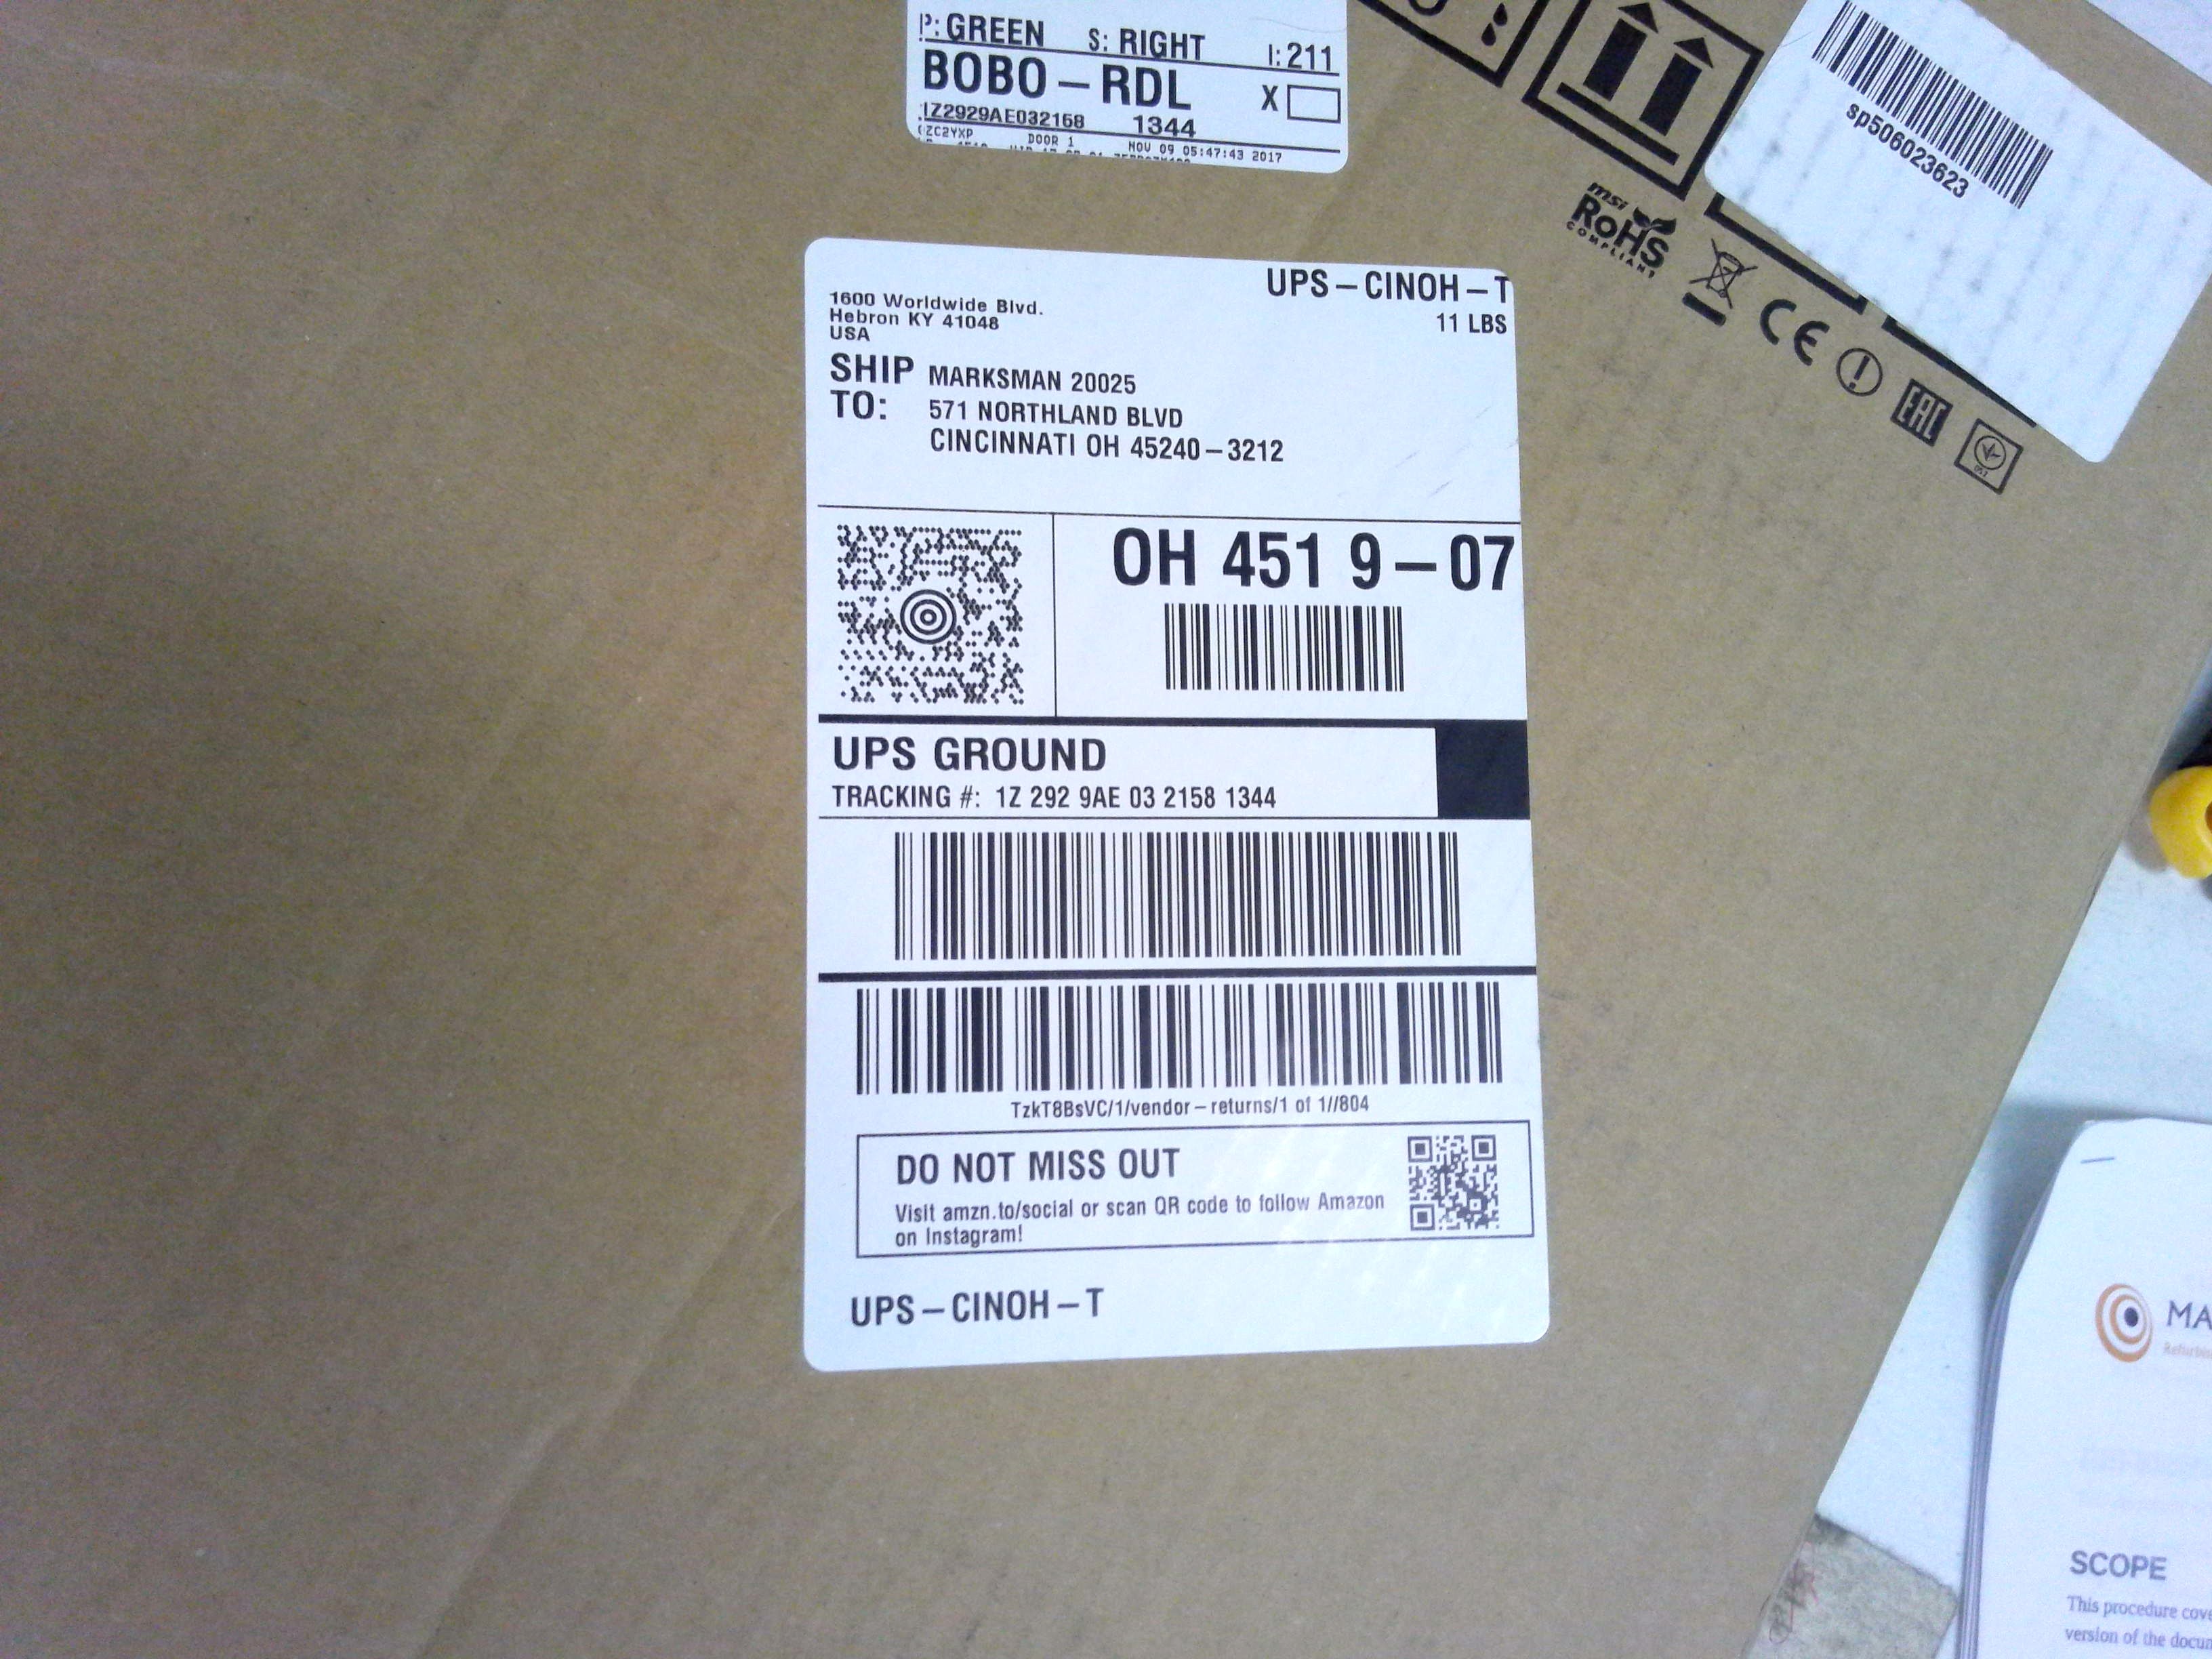 P: GREEN S: RIGHT I: 211
BOBO-RDL X
1Z2929AE032158 1344
DOOR 1 NOV 09 05:47:43 2017
sp506023623
msi
RoHS
COMPLIANT
CE
EAC
UPS-CINOH-T
11 LBS
1600 Worldwide Blvd.
Hebron KY 41048
USA
SHIP TO:
MARKSMAN 20025
571 NORTHLAND BLVD
CINCINNATI OH 45240-3212
OH 451 9-07
UPS GROUND
TRACKING #: 1Z 292 9AE 03 2158 1344
TzkT8BsVC/1/vendor-returns/1 of 1//804
DO NOT MISS OUT
Visit amzn.to/social or scan QR code to follow Amazon
on Instagram!
UPS-CINOH-T
MA
SCOPE
This procedure cove
version of the docum